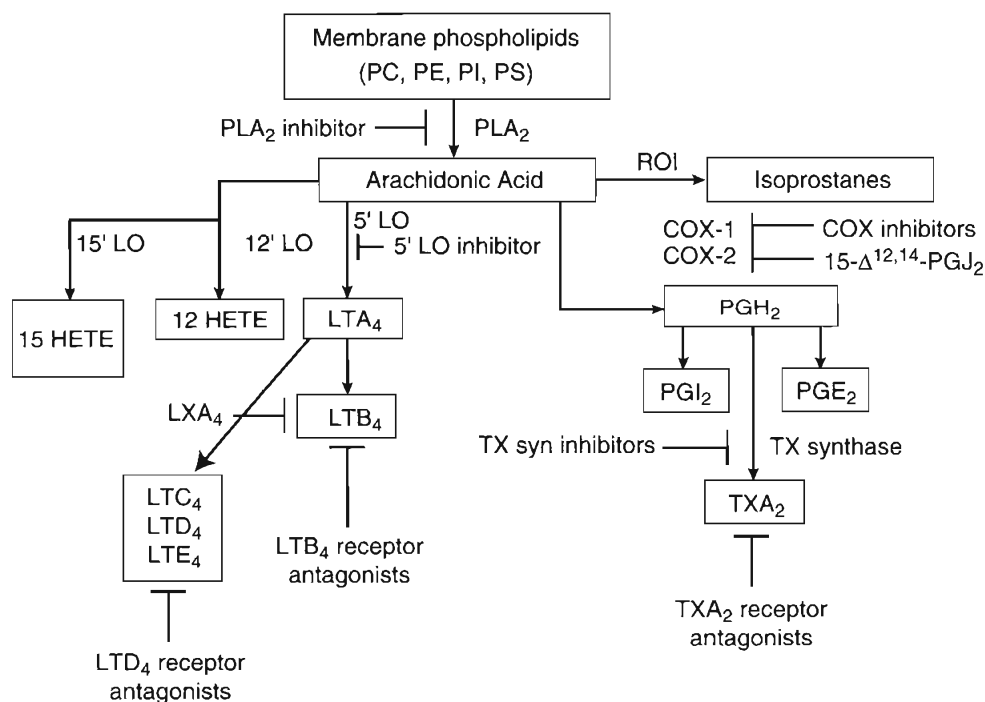 Membrane phospholipids
(PC, PE, PI, PS)
PLA₂ inhibitor
PLA₂
Arachidonic Acid
ROI
Isoprostanes
15' LO
12' LO
5' LO
5' LO inhibitor
COX-1
COX-2
COX inhibitors
15-Δ¹²,¹⁴-PGJ₂
15 HETE
12 HETE
LTA₄
PGH₂
PGI₂
PGE₂
LXA₄
LTB₄
TX syn inhibitors
TX synthase
LTC₄
LTD₄
LTE₄
TXA₂
LTB₄ receptor
antagonists
TXA₂ receptor
antagonists
LTD₄ receptor
antagonists